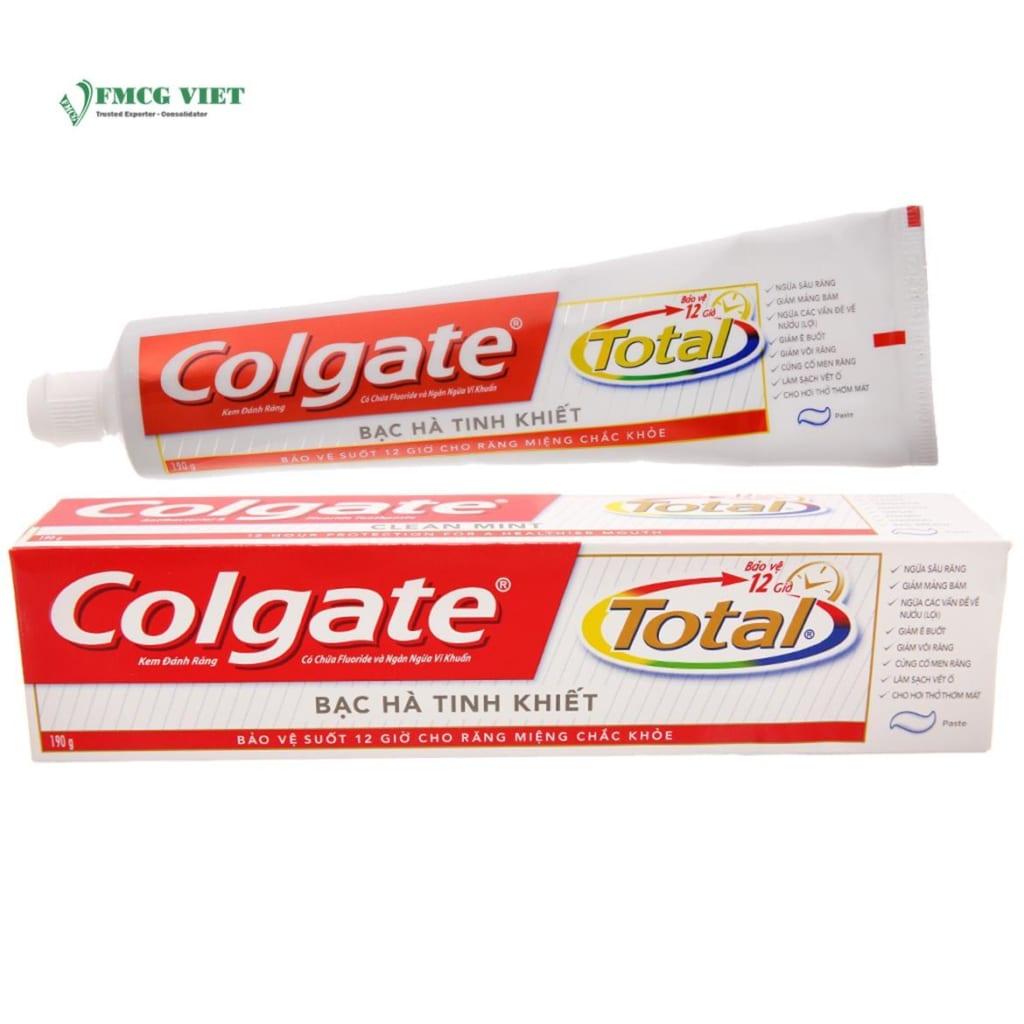 FMCG VIET
Trusted Exporter - Consolidator
Colgate®
Kem Đánh Răng
Có Chứa Fluoride và Ngăn Ngừa Vi Khuẩn
Bảo vệ
12 Giờ
Total
BẠC HÀ TINH KHIẾT
BẢO VỆ SUỐT 12 GIỜ CHO RĂNG MIỆNG CHẮC KHỎE
190 g
NGỪA SÂU RĂNG
GIẢM MẢNG BÁM
NGỪA CÁC VẤN ĐỀ VỀ
NƯỚU (LỢI)
GIẢM Ê BUỐT
GIẢM VÔI RĂNG
CỦNG CỐ MEN RĂNG
LÀM SẠCH VẾT Ố
CHO HƠI THỞ THƠM MÁT
Paste
Colgate®
CLEAN MINT
12 HOUR PROTECTION FOR A HEALTHIER MOUTH
190 g
12
Total
Colgate®
Kem Đánh Răng
Có Chứa Fluoride và Ngăn Ngừa Vi Khuẩn
Bảo vệ
12 Giờ
Total®
BẠC HÀ TINH KHIẾT
BẢO VỆ SUỐT 12 GIỜ CHO RĂNG MIỆNG CHẮC KHỎE
190 g
NGỪA SÂU RĂNG
GIẢM MẢNG BÁM
NGỪA CÁC VẤN ĐỀ VỀ
NƯỚU (LỢI)
GIẢM Ê BUỐT
GIẢM VÔI RĂNG
CỦNG CỐ MEN RĂNG
LÀM SẠCH VẾT Ố
CHO HƠI THỞ THƠM MÁT
Paste